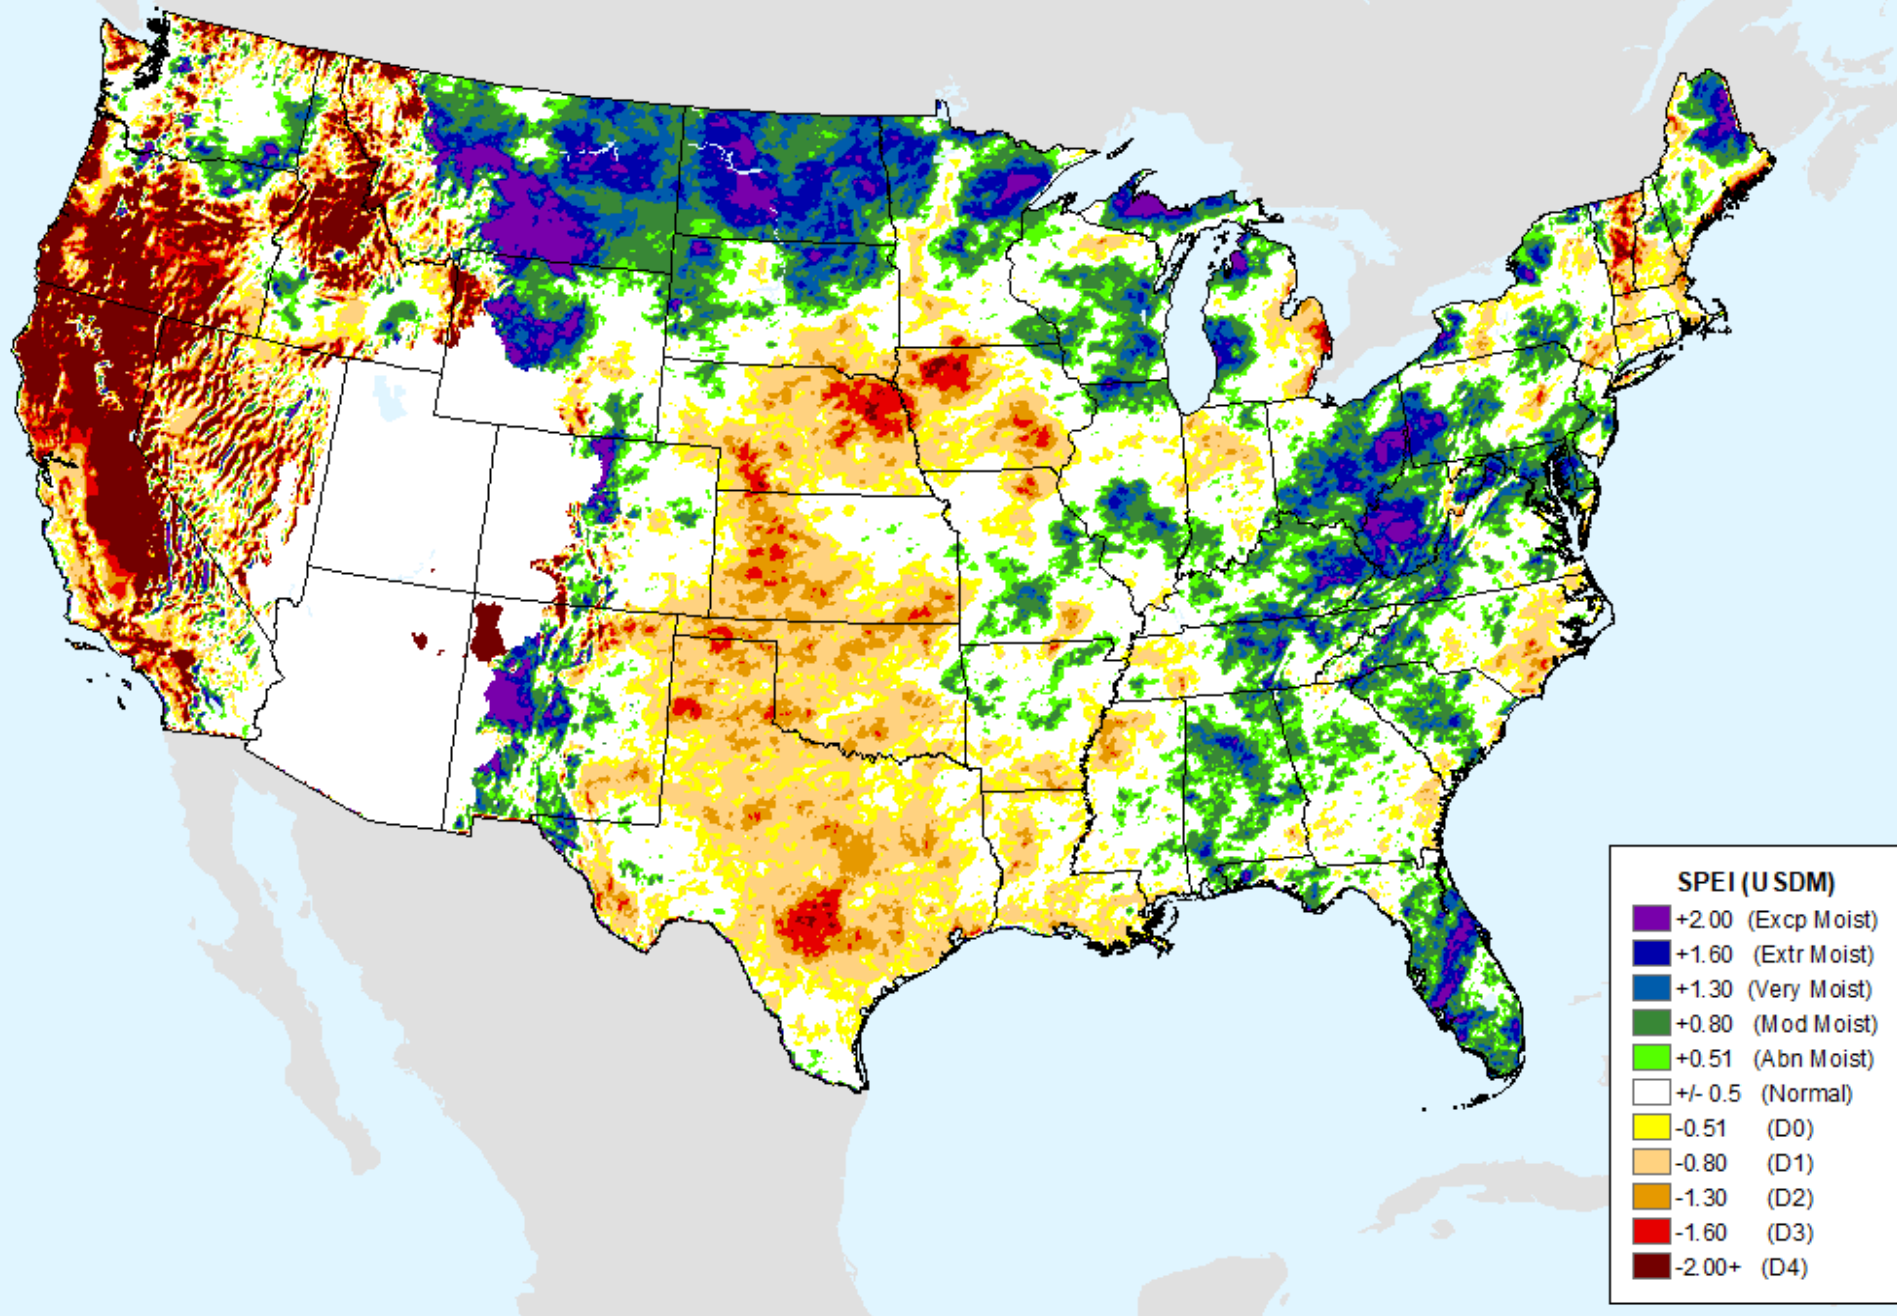 SPEI (USDM)
+2.00 (Excp Moist)
+1.60 (Extr Moist)
+1.30 (Very Moist)
+0.80 (Mod Moist)
+0.51 (Abn Moist)
+/- 0.5 (Normal)
-0.51 (D0)
-0.80 (D1)
-1.30 (D2)
-1.60 (D3)
-2.00+ (D4)